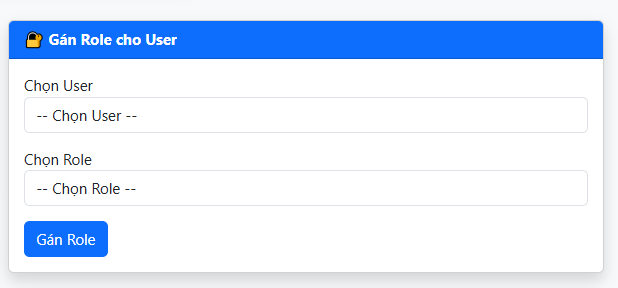 Gán Role cho User
Chọn User
-- Chọn User --
Chọn Role
-- Chọn Role --
Gán Role